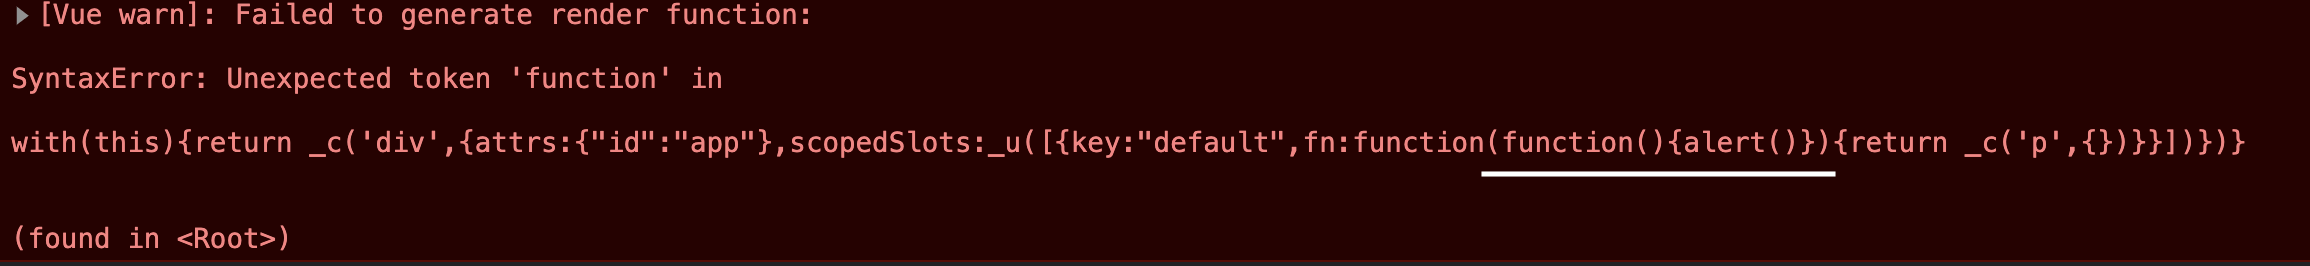 [Vue warn]: Failed to generate render function:
SyntaxError: Unexpected token 'function' in
with(this){return _c('div',{attrs:{"id":"app"},scopedSlots:_u([{key:"default",fn:function(function(){alert()}){return _c('p',{})}}])})}
(found in <Root>)